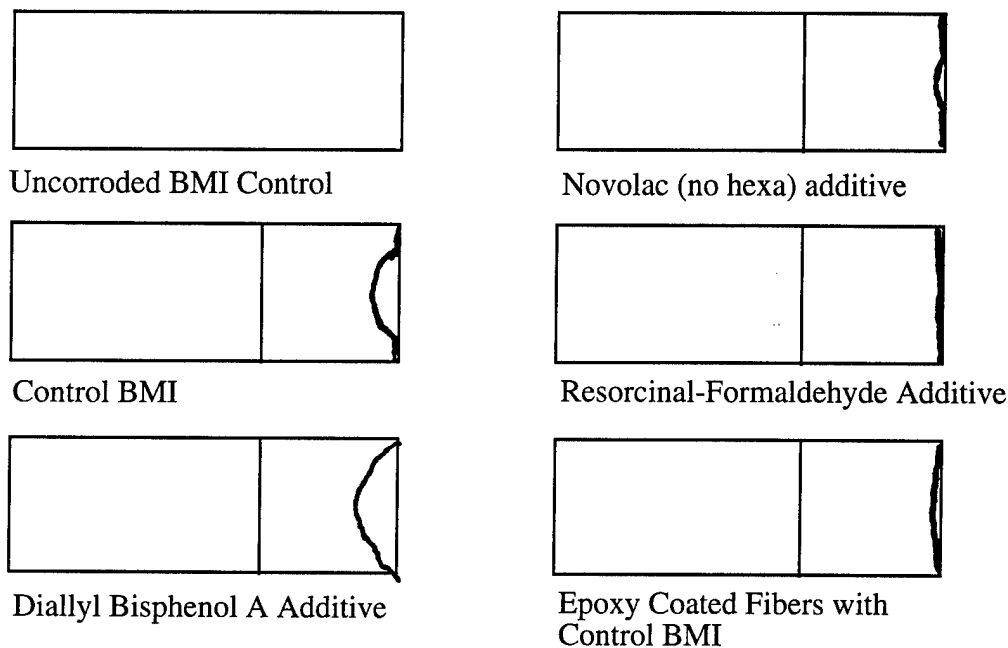 Uncorroded BMI Control
Novolac (no hexa) additive
Control BMI
Resorcinal-Formaldehyde Additive
Diallyl Bisphenol A Additive
Epoxy Coated Fibers with
Control BMI